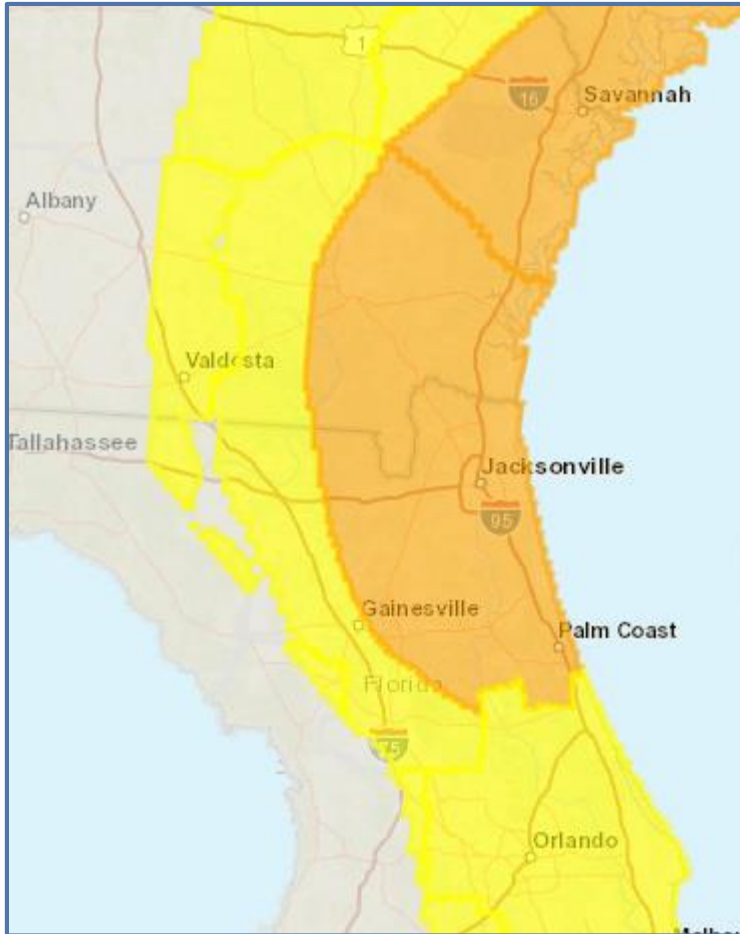 1
16
Savannah
Albany
Valdosta
Tallahassee
Jacksonville
95
Gainesville
Palm Coast
Florida
75
Orlando